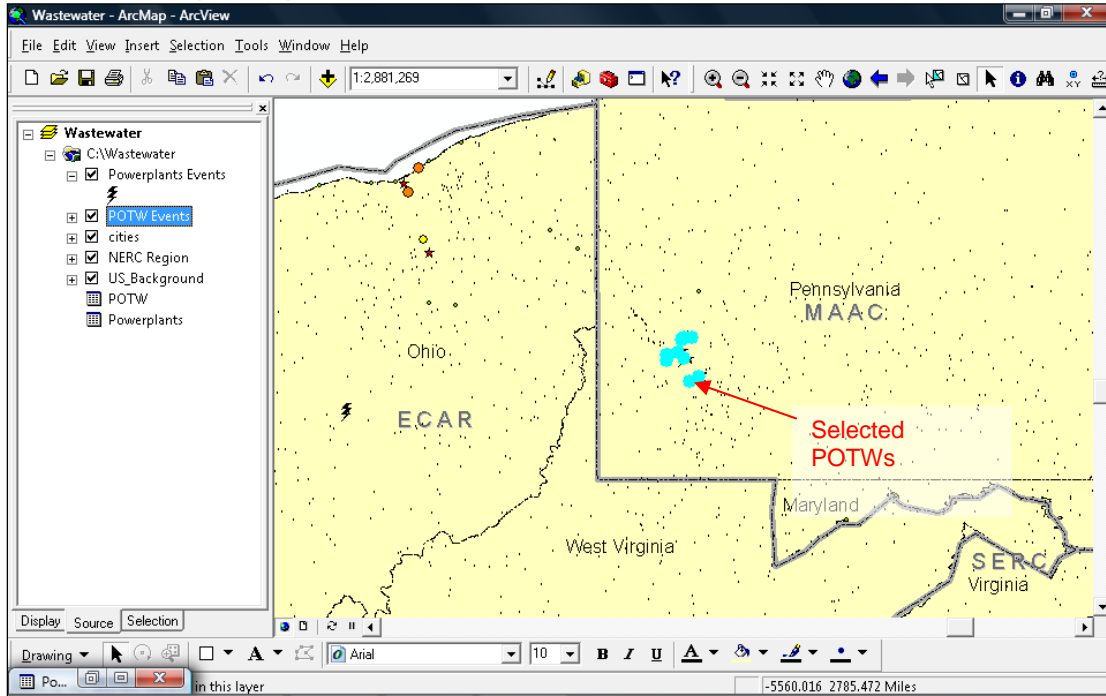 Wastewater - ArcMap - ArcView
File Edit View Insert Selection Tools Window Help
1:2,881,269
Wastewater
C:\Wastewater
Powerplants Events
POTW Events
cities
NERC Region
US_Background
POTW
Powerplants
Pennsylvania
MAAC
Ohio
ECAR
Selected
POTWs
Maryland
West Virginia
SERC
Virginia
Display Source Selection
Drawing A Arial 10 B I U A
Po... in this layer
-5560.016 2785.472 Miles